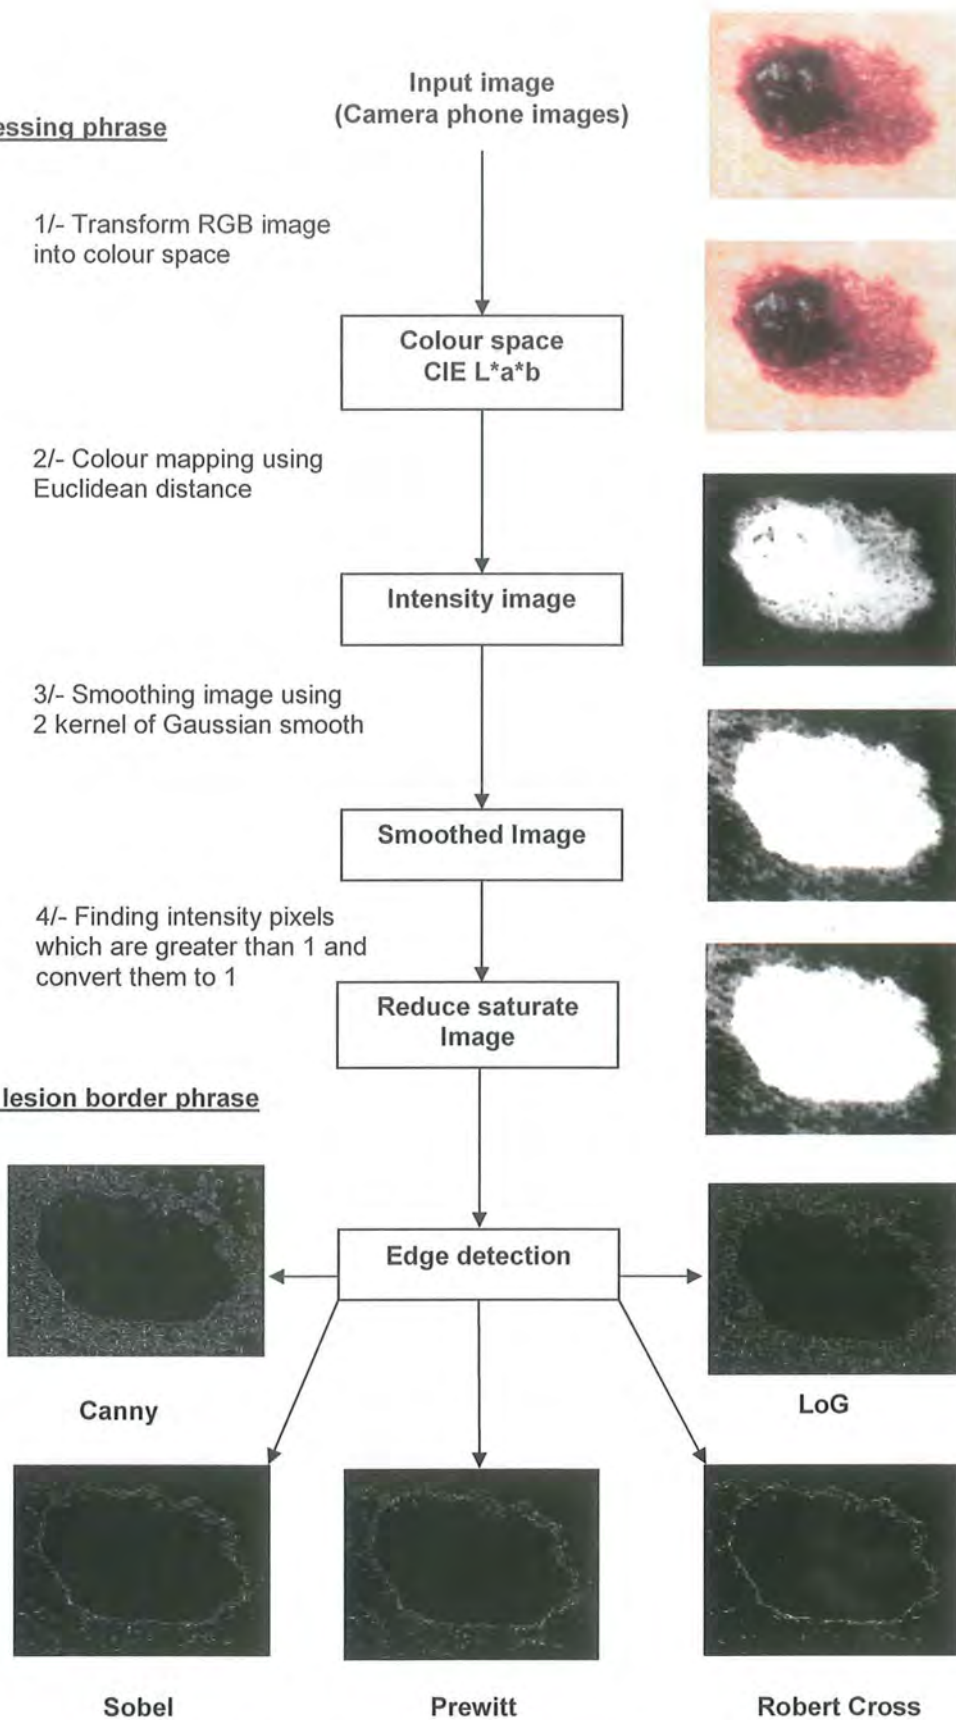 Input image
(Camera phone images)
essing phrase
1/- Transform RGB image
into colour space
Colour space
CIE L*a*b
2/- Colour mapping using
Euclidean distance
Intensity image
3/- Smoothing image using
2 kernel of Gaussian smooth
Smoothed Image
4/- Finding intensity pixels
which are greater than 1 and
convert them to 1
Reduce saturate
Image
lesion border phrase
Edge detection
Canny
LoG
Sobel
Prewitt
Robert Cross